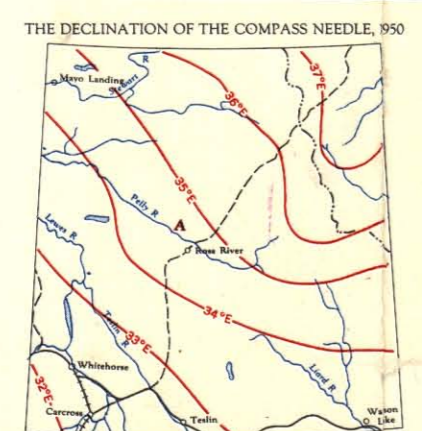 THE DECLINATION OF THE COMPASS NEEDLE, 1950
R
37°E
Mayo Landing
Stewart
36°E
35°E
Pelly R
A
Lewes R
Ross River
34°E
Teslin R
33°E
Whitehorse
Liard R
32°E
Carcross
Teslin
Watson
Lake